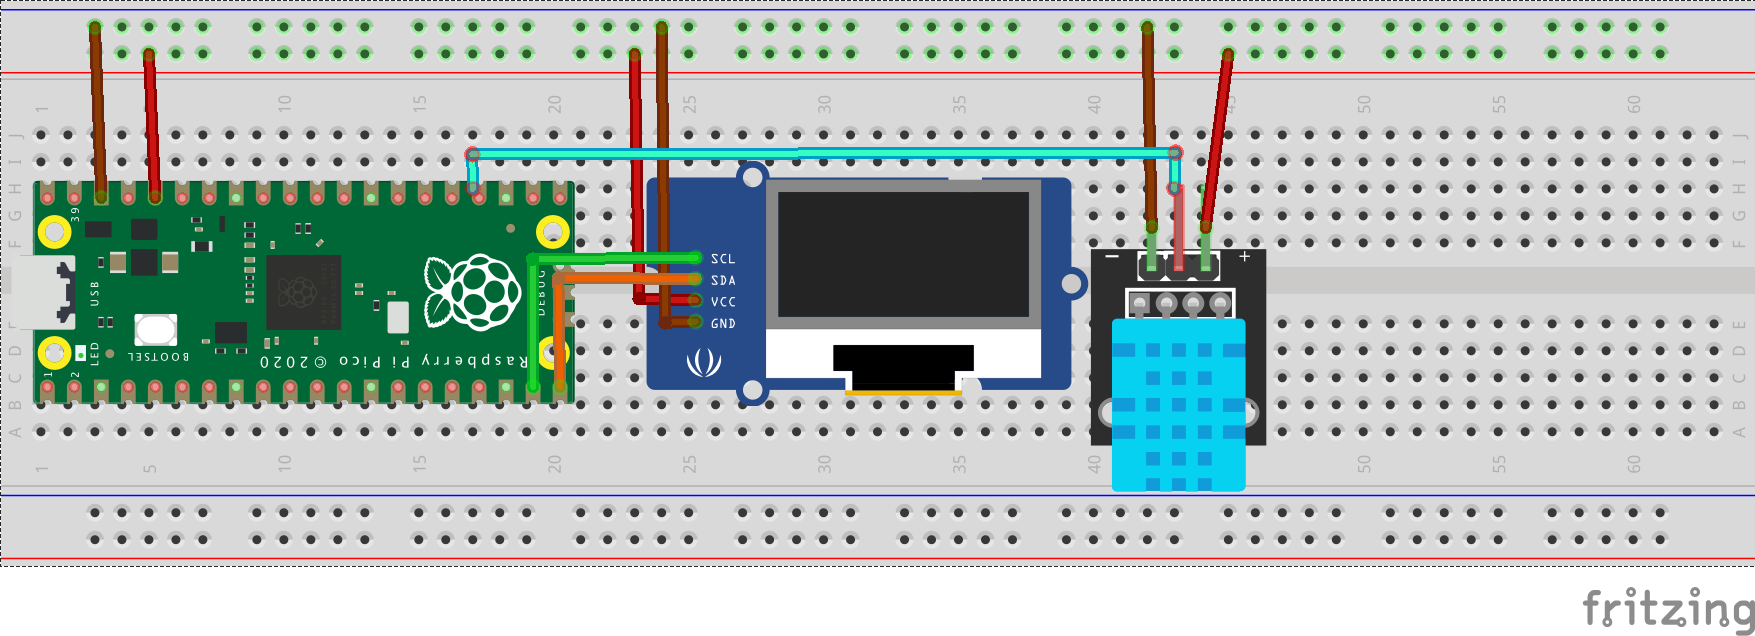 1 5 10 15 20 25 30 35 40 45 50 55 60
J J
I I
H H
G G
F F
39
USB
DEBUG
SCL
SDA
VCC
GND
− +
E
D D
C C
B B
A A
LED
BOOTSEL
Raspberry Pi Pico © 2020
1 2
1 5 10 15 20 25 30 35 40 50 55 60
fritzing